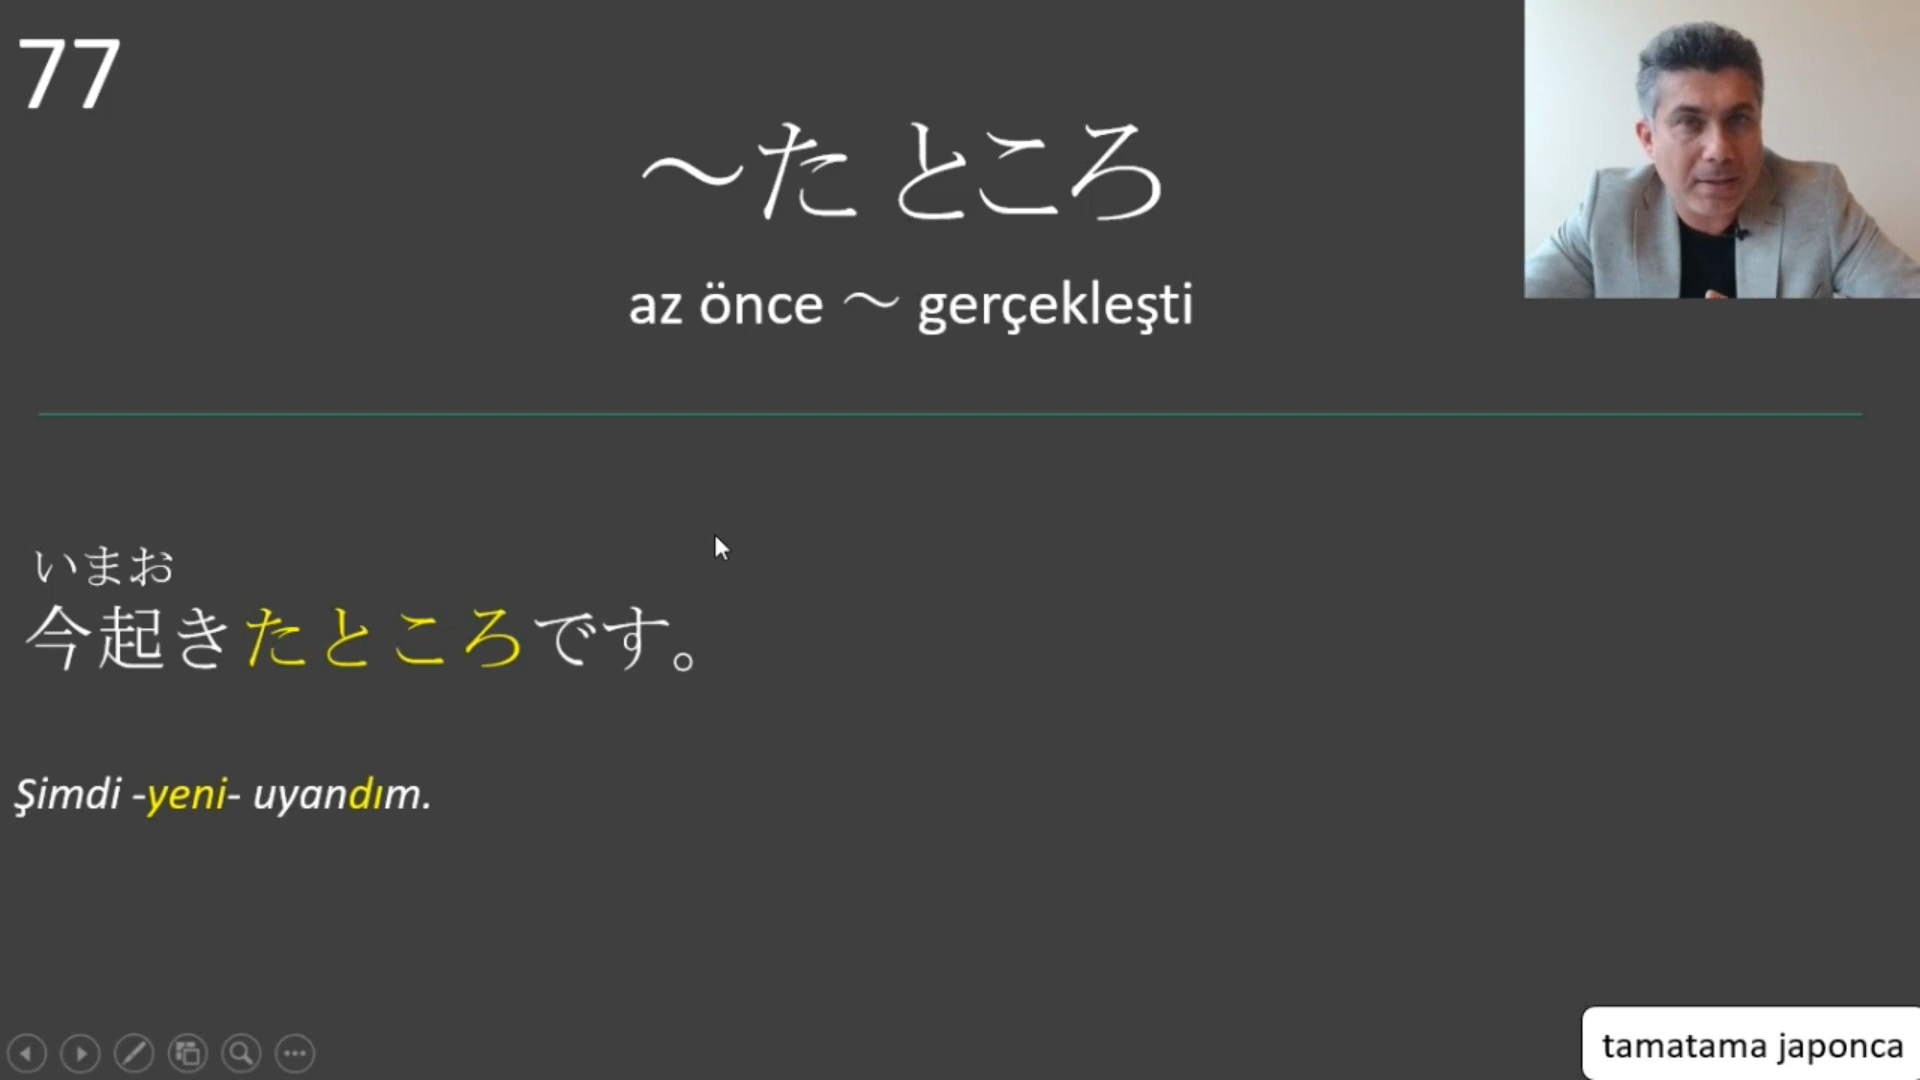 77
～た ところ
az önce ～ gerçekleşti
いまお
今起きたところです。
Şimdi -yeni- uyandım.
tamatama japonca